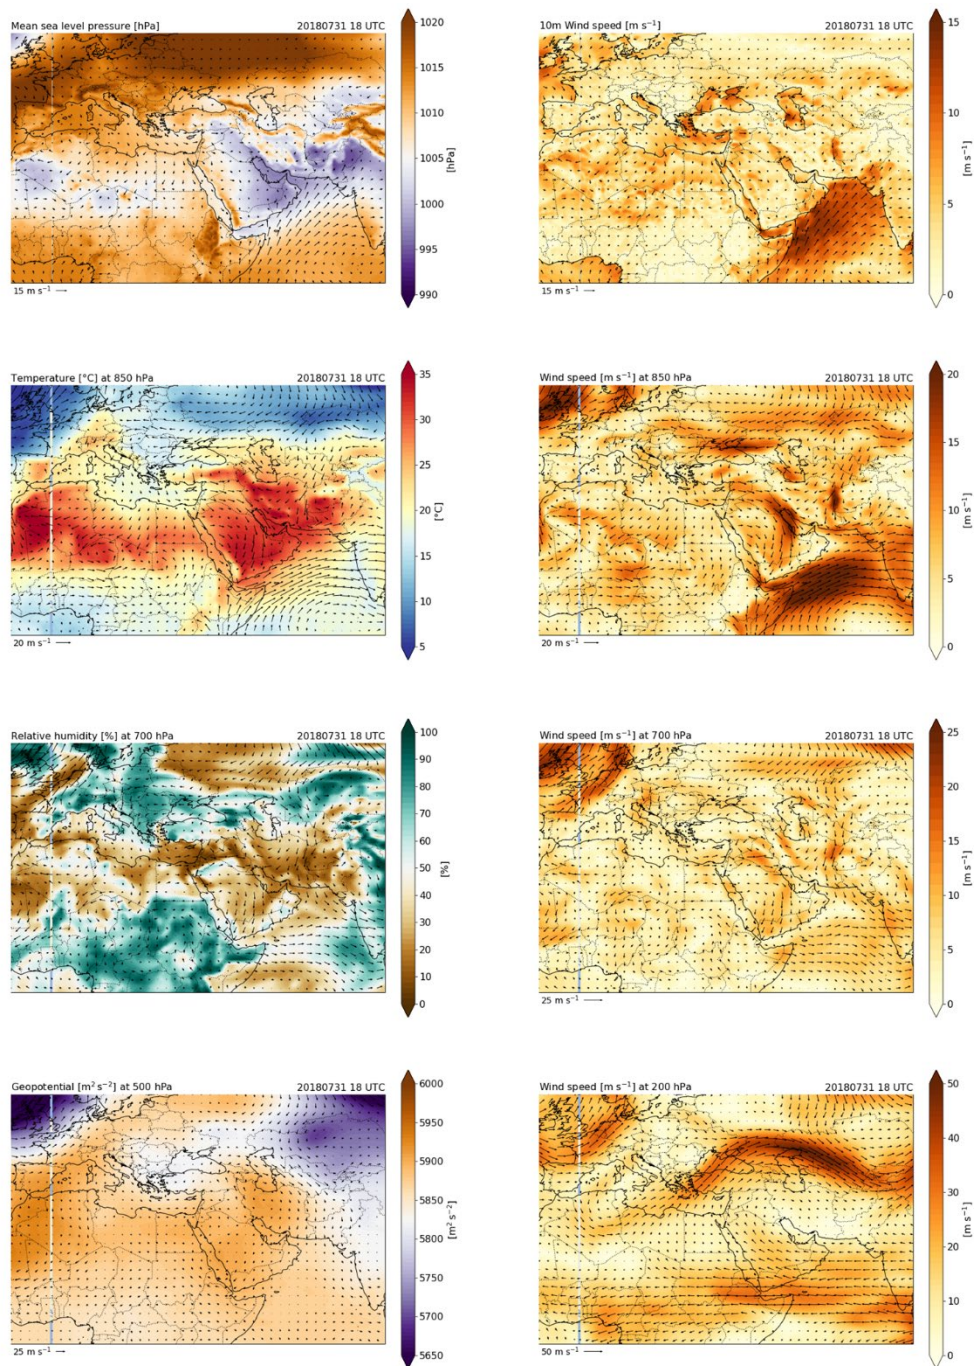 Mean sea level pressure [hPa] 20180731 18 UTC
1020
1015
1010
1005
1000
995
990
[hPa]
15 m s⁻¹
10m Wind speed [m s⁻¹] 20180731 18 UTC
15
10
5
0
[m s⁻¹]
15 m s⁻¹
Temperature [°C] at 850 hPa 20180731 18 UTC
35
30
25
20
15
10
5
[°C]
20 m s⁻¹
Wind speed [m s⁻¹] at 850 hPa 20180731 18 UTC
20
15
10
5
0
[m s⁻¹]
20 m s⁻¹
Relative humidity [%] at 700 hPa 20180731 18 UTC
100
90
80
70
60
50
40
30
20
10
0
[%]
Wind speed [m s⁻¹] at 700 hPa 20180731 18 UTC
25
20
15
10
5
0
[m s⁻¹]
25 m s⁻¹
Geopotential [m² s⁻²] at 500 hPa 20180731 18 UTC
6000
5950
5900
5850
5800
5750
5700
5650
[m² s⁻²]
25 m s⁻¹
Wind speed [m s⁻¹] at 200 hPa 20180731 18 UTC
50
40
30
20
10
0
[m s⁻¹]
50 m s⁻¹